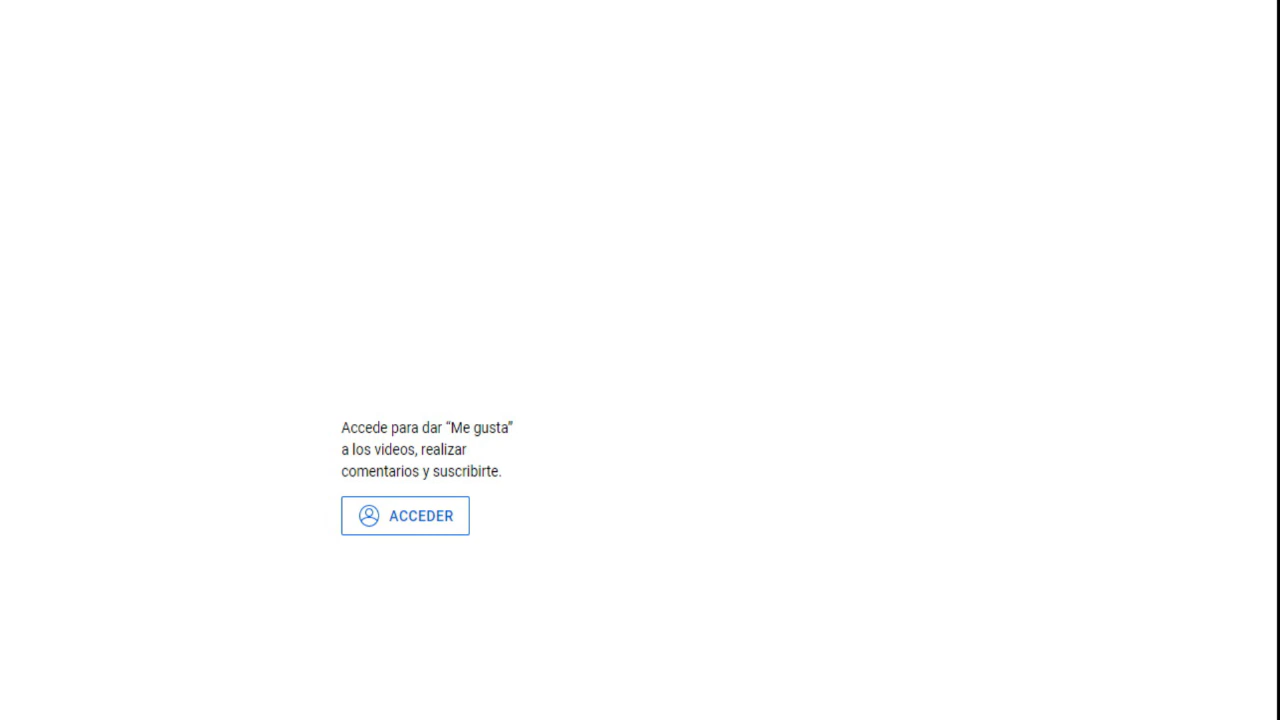 Accede para dar “Me gusta”
a los videos, realizar
comentarios y suscribirte.
ACCEDER